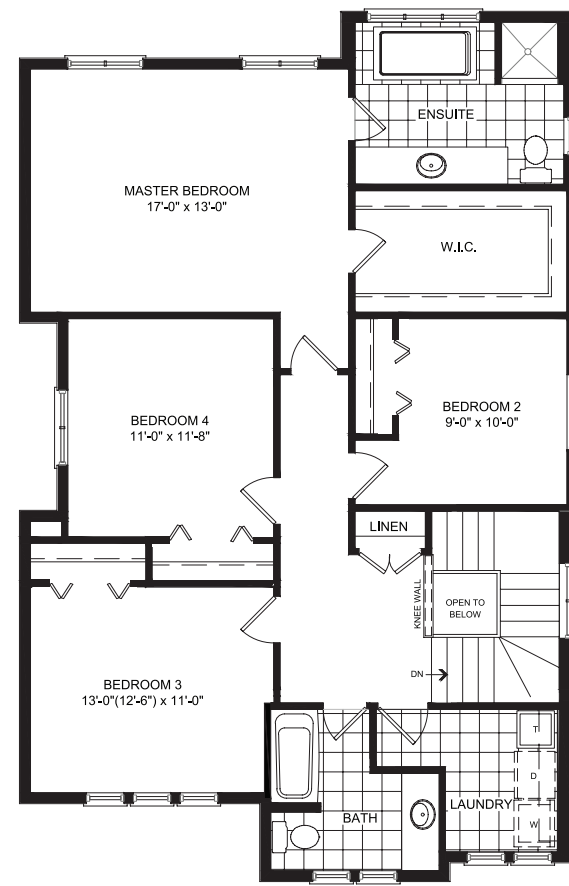 ENSUITE
MASTER BEDROOM
17'-0" x 13'-0"
W.I.C.
BEDROOM 2
9'-0" x 10'-0"
BEDROOM 4
11'-0" x 11'-8"
LINEN
KNEE WALL
OPEN TO
BELOW
DN
BEDROOM 3
13'-0"(12'-6") x 11'-0"
T
D
W
LAUNDRY
BATH